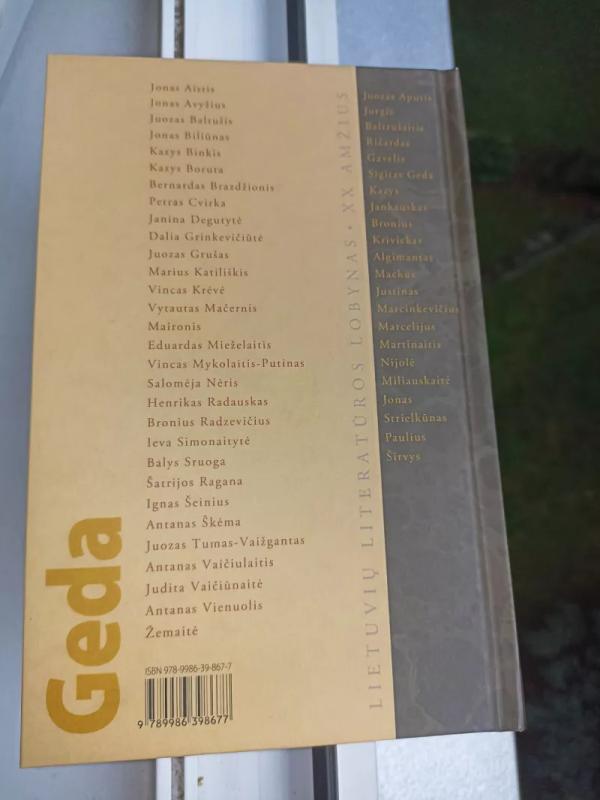 Jonas Aistis
Jonas Avyžius
Juozas Baltušis
Jonas Biliūnas
Kazys Binkis
Kazys Boruta
Bernardas Brazdžionis
Petras Cvirka
Janina Degutytė
Dalia Grinkevičiūtė
Juozas Grušas
Marius Katiliškis
Vincas Krėvė
Vytautas Mačernis
Maironis
Eduardas Mieželaitis
Vincas Mykolaitis-Putinas
Salomėja Nėris
Henrikas Radauskas
Bronius Radzevičius
Ieva Simonaitytė
Balys Sruoga
Šatrijos Ragana
Ignas Šeinius
Antanas Škėma
Juozas Tumas-Vaižgantas
Antanas Vaičiulaitis
Judita Vaičiūnaitė
Antanas Vienuolis
Žemaitė
LIETUVIŲ LITERATŪROS LOBYNAS • XX AMŽIUS
Juozas Aputis
Jurgis
Baltrušaitis
Ričardas
Gavelis
Sigitas Geda
Kazys
Jankauskas
Bronius
Krivickas
Algimantas
Mackus
Justinas
Marcinkevičius
Marcelijus
Martinaitis
Nijolė
Miliauskaitė
Jonas
Strielkūnas
Paulius
Širvys
Geda
ISBN 978-9986-39-867-7
9 789986 398677